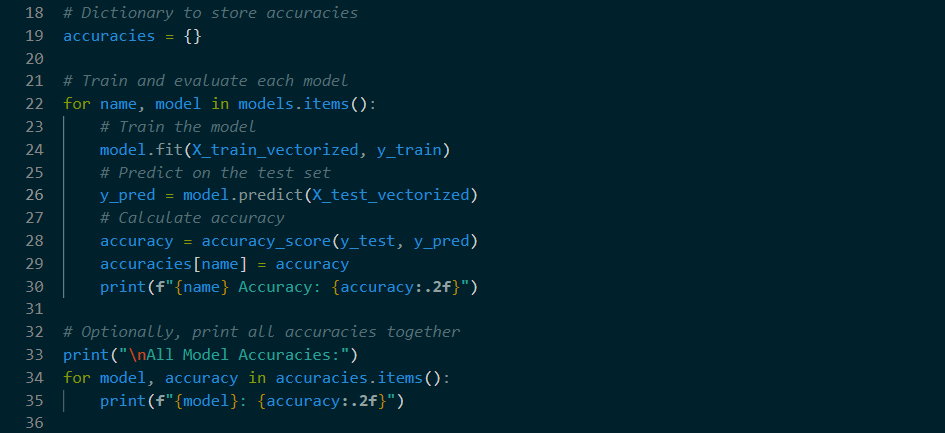 18 # Dictionary to store accuracies
19 accuracies = {}
20
21 # Train and evaluate each model
22 for name, model in models.items():
23     # Train the model
24     model.fit(X_train_vectorized, y_train)
25     # Predict on the test set
26     y_pred = model.predict(X_test_vectorized)
27     # Calculate accuracy
28     accuracy = accuracy_score(y_test, y_pred)
29     accuracies[name] = accuracy
30     print(f"{name} Accuracy: {accuracy:.2f}")
31
32 # Optionally, print all accuracies together
33 print("\nAll Model Accuracies:")
34 for model, accuracy in accuracies.items():
35     print(f"{model}: {accuracy:.2f}")
36